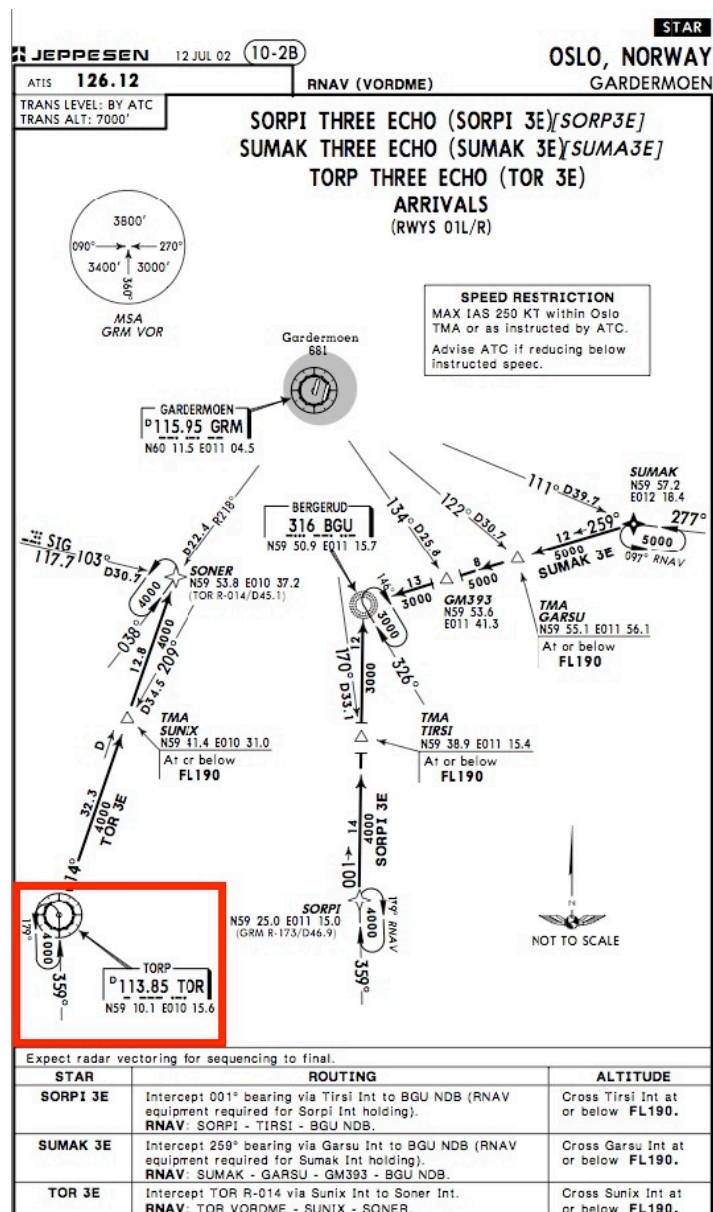 STAR
JEPPESEN 12 JUL 02 10-2B
OSLO, NORWAY
ATIS 126.12
RNAV (VORDME)
GARDERMOEN
TRANS LEVEL: BY ATC
TRANS ALT: 7000'
SORPI THREE ECHO (SORPI 3E)[SORP3E]
SUMAK THREE ECHO (SUMAK 3E)[SUMA3E]
TORP THREE ECHO (TOR 3E)
ARRIVALS
(RWYS 01L/R)
3800'
090° 270°
3400' 3000'
360°
MSA
GRM VOR
SPEED RESTRICTION
MAX IAS 250 KT within Oslo
TMA or as instructed by ATC.
Advise ATC if reducing below
instructed speec.
Gardermoen
681
GARDERMOEN
D 115.95 GRM
N60 11.5 E011 04.5
SUMAK
N59 57.2
E012 18.4
111° D39.7
122° D30.7
134° D25.8
277°
12 259°
5000
SUMAK 3E
5000
097° RNAV
8
5000
13
3000
GM393
N59 53.6
E011 41.3
TMA
GARSU
N59 55.1 E011 56.1
At or below
FL190
BERGERUD
316 BGU
N59 50.9 E011 15.7
146°
3000
326°
D22.4 R218°
SIG
117.7 103°
D30.7
SONER
N59 53.8 E010 37.2
(TOR R-014/D45.1)
4000
038°
12.8
4000
209°
D34.5
TMA
SUNIX
N59 41.4 E010 31.0
At cr below
FL190
D
32.3
4000
TOR 3E
014°
12
3000
170° D33.1
TMA
TIRSI
N59 38.9 E011 15.4
At or below
FL190
14
4000
SORPI 3E
001
SORPI
N59 25.0 E011 15.0
(GRM R-173/D46.9)
4000
RNAV
359°
179°
4000
359°
TORP
D 113.85 TOR
N59 10.1 E010 15.6
N
NOT TO SCALE
Expect radar vectoring for sequencing to final.
STAR ROUTING ALTITUDE
SORPI 3E Intercept 001° bearing via Tirsi Int to BGU NDB (RNAV Cross Tirsi Int at
equipment required for Sorpi Int holding). or below FL190.
RNAV: SORPI - TIRSI - BGU NDB.
SUMAK 3E Intercept 259° bearing via Garsu Int to BGU NDB (RNAV Cross Garsu Int at
equipment required for Sumak Int holding). or below FL190.
RNAV: SUMAK - GARSU - GM393 - BGU NDB.
TOR 3E Intercept TOR R-014 via Sunix Int to Soner Int. Cross Sunix Int at
RNAV: TOR VORDME - SUNIX - SONER. or below FL190.